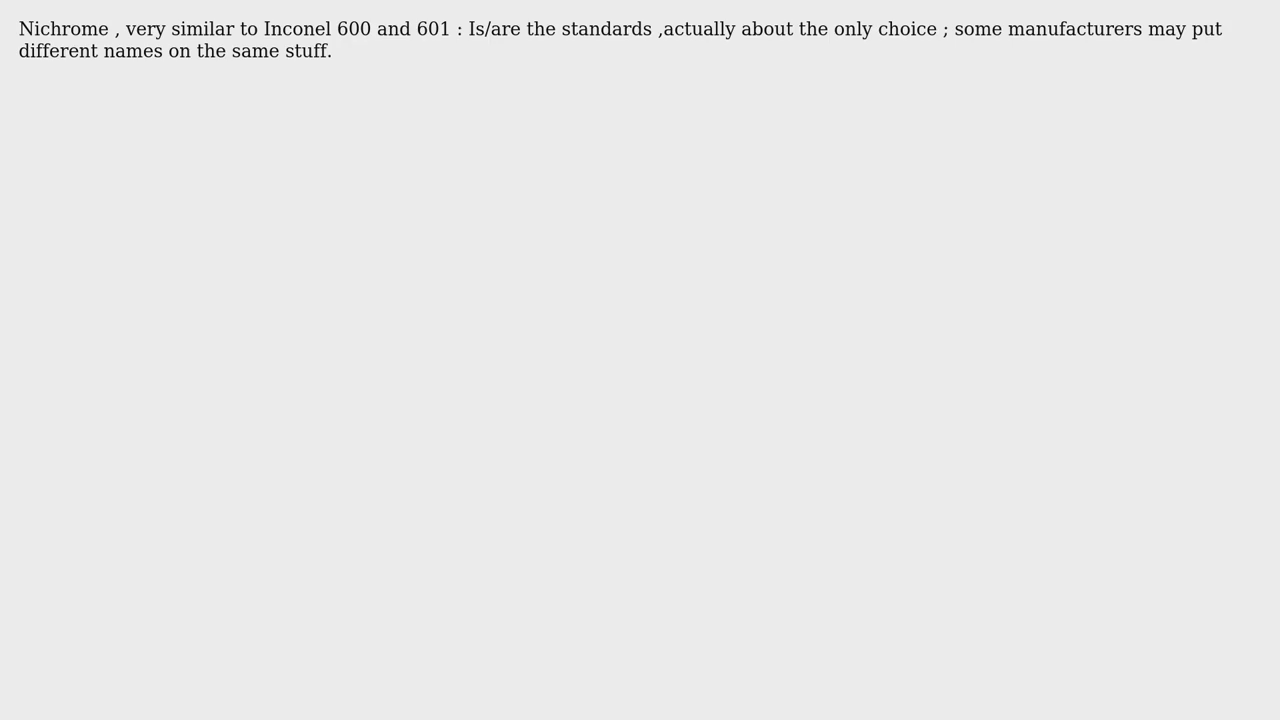 Nichrome , very similar to Inconel 600 and 601 : Is/are the standards ,actually about the only choice ; some manufacturers may put
different names on the same stuff.